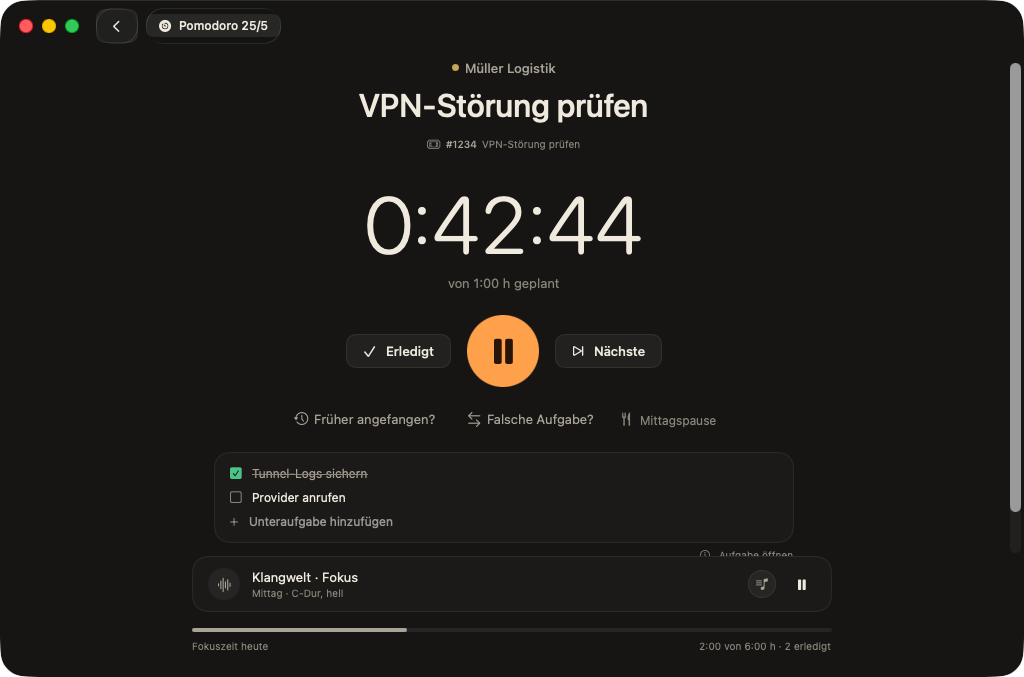 Pomodoro 25/5
Müller Logistik
VPN-Störung prüfen
#1234 VPN-Störung prüfen
0:42:44
von 1:00 h geplant
Erledigt
Nächste
Früher angefangen?
Falsche Aufgabe?
Mittagspause
Tunnel-Logs sichern
Provider anrufen
+ Unteraufgabe hinzufügen
Aufgabe öffnen
Klangwelt · Fokus
Mittag · C-Dur, hell
Fokuszeit heute
2:00 von 6:00 h · 2 erledigt